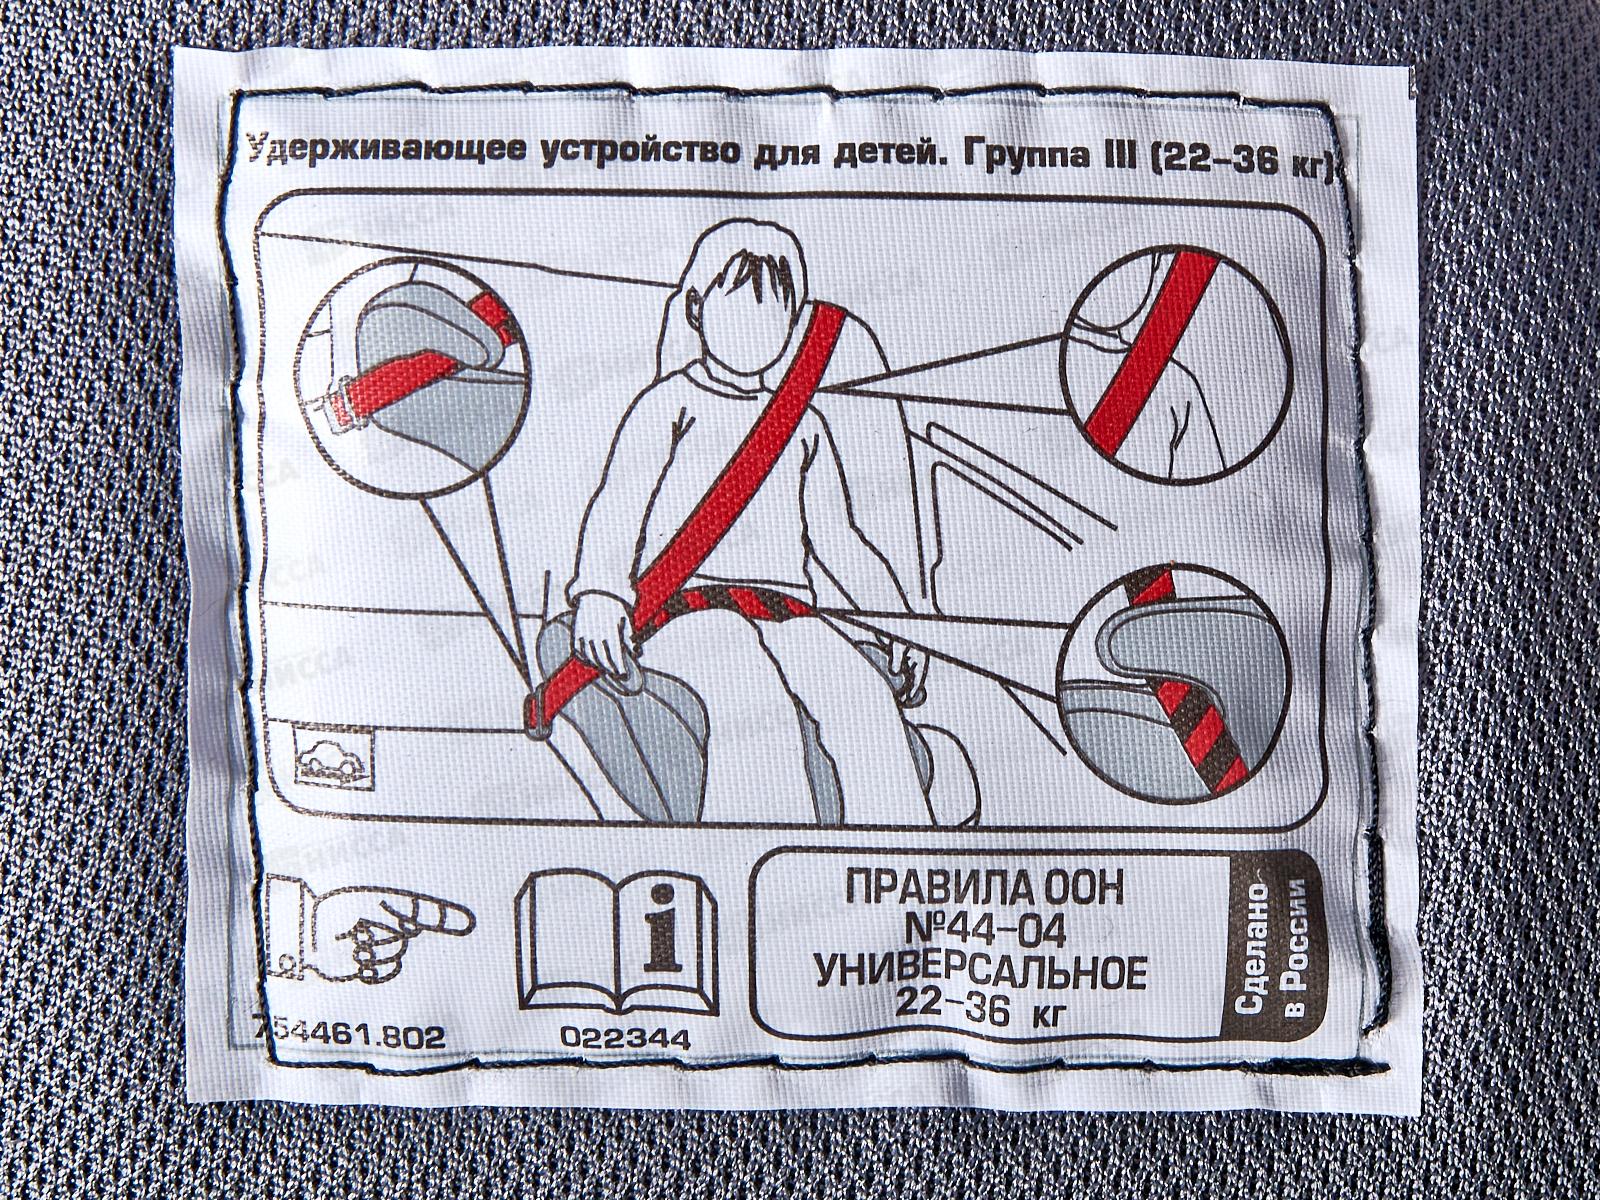 Удерживающее устройство для детей. Группа III (22-36 кг).
i
ПРАВИЛА ООН
№44-04
УНИВЕРСАЛЬНОЕ
22-36 кг
Сделано
в России
754461.802
022344